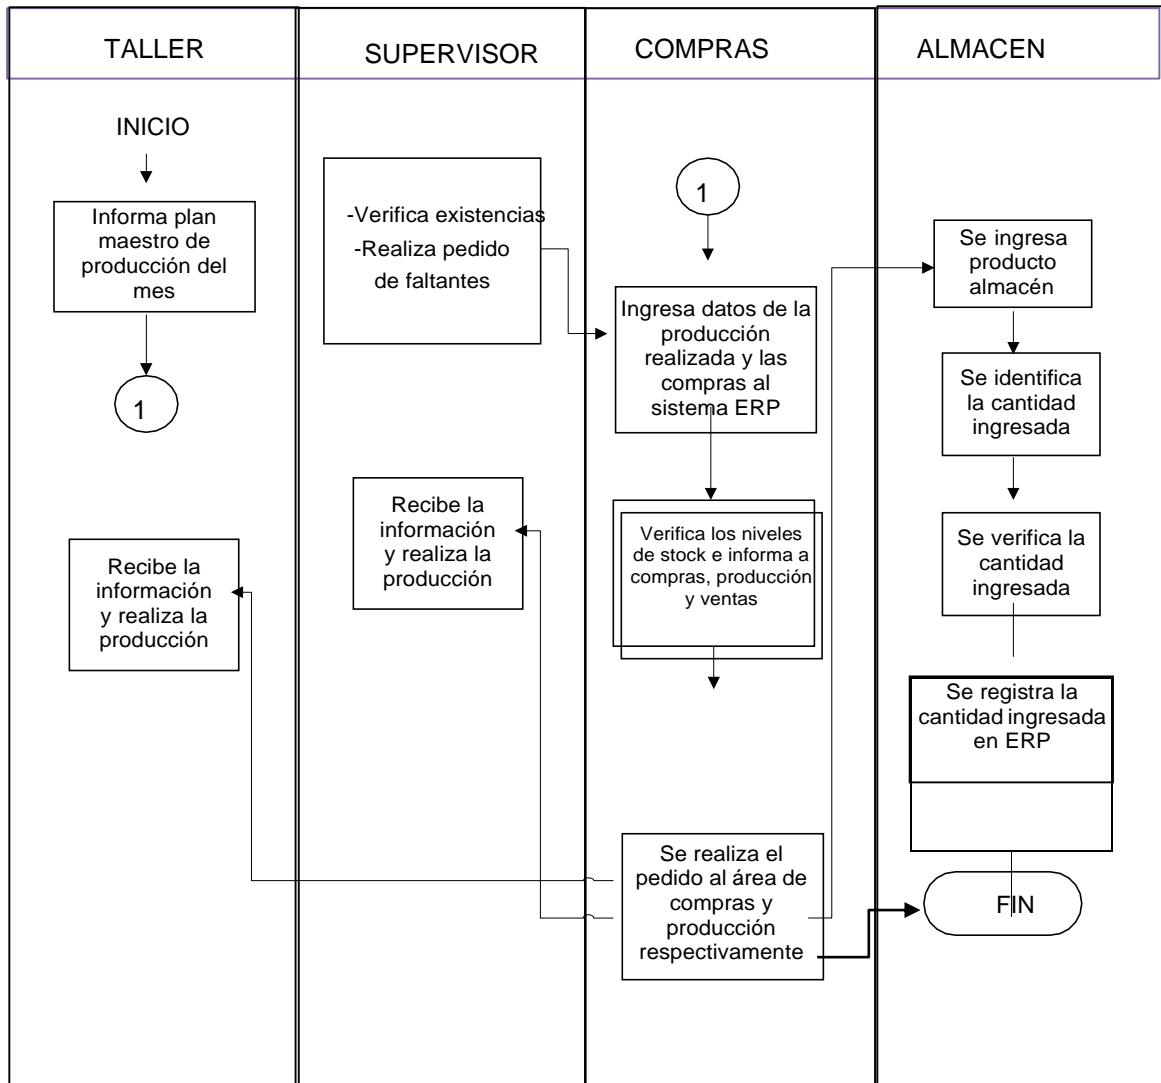 TALLER
SUPERVISOR
COMPRAS
ALMACEN
INICIO
Informa plan
maestro de
producción del
mes
1
Recibe la
información
y realiza la
producción
-Verifica existencias
-Realiza pedido
de faltantes
Recibe la
información
y realiza la
producción
1
Ingresa datos de la
producción
realizada y las
compras al
sistema ERP
Verifica los niveles
de stock e informa a
compras, producción
y ventas
Se realiza el
pedido al área de
compras y
producción
respectivamente
Se ingresa
producto
almacén
Se identifica
la cantidad
ingresada
Se verifica la
cantidad
ingresada
Se registra la
cantidad ingresada
en ERP
FIN